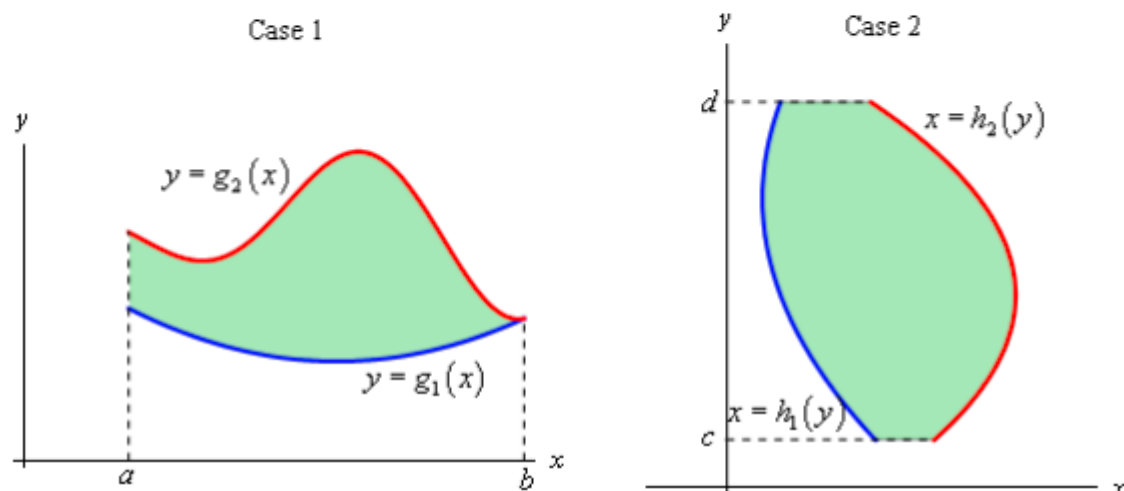 Case 1
y
y = g₂(x)
y = g₁(x)
a
b
x
Case 2
y
d
x = h₂(y)
x = h₁(y)
c
x